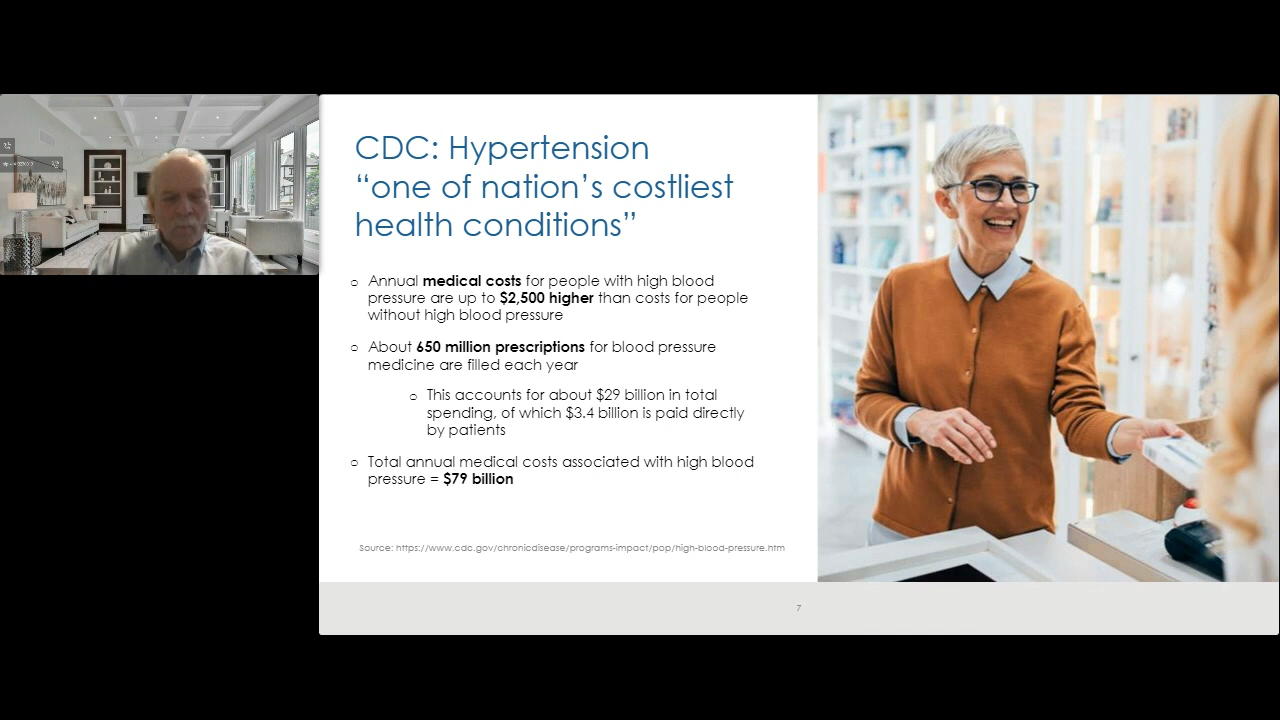 CDC: Hypertension
“one of nation’s costliest
health conditions”
○ Annual medical costs for people with high blood
pressure are up to $2,500 higher than costs for people
without high blood pressure
○ About 650 million prescriptions for blood pressure
medicine are filled each year
○ This accounts for about $29 billion in total
spending, of which $3.4 billion is paid directly
by patients
○ Total annual medical costs associated with high blood
pressure = $79 billion
Source: https://www.cdc.gov/chronicdisease/programs-impact/pop/high-blood-pressure.htm
7